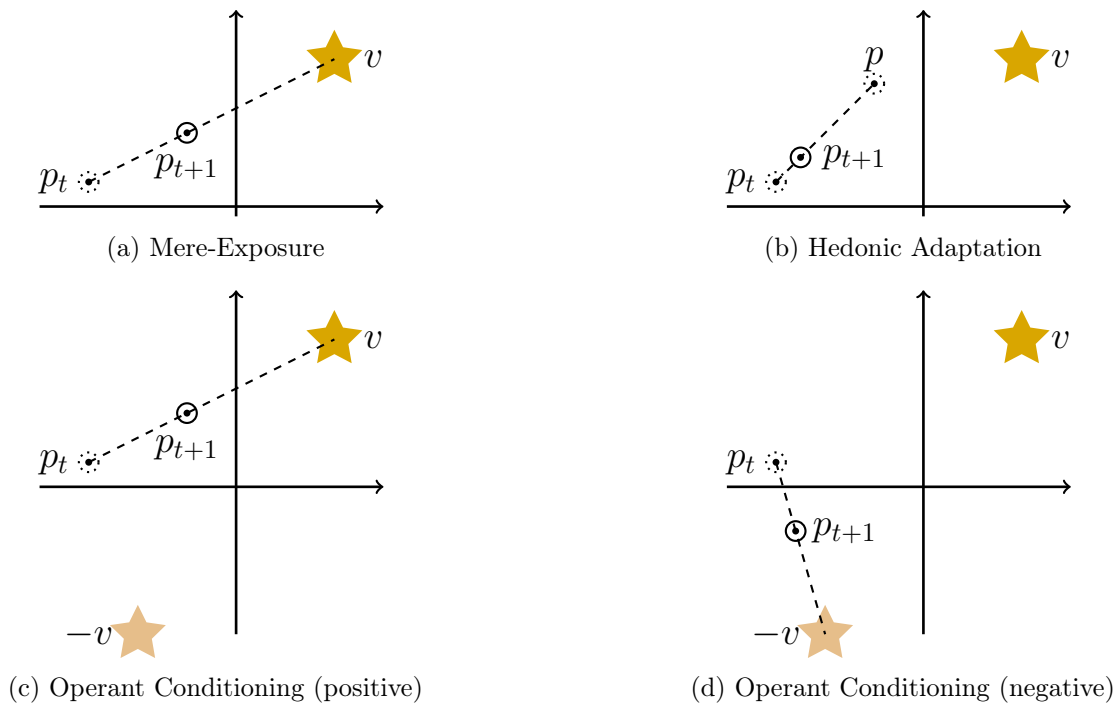 v
p_t
p_{t+1}
(a) Mere-Exposure
p
v
p_{t+1}
p_t
(b) Hedonic Adaptation
v
p_t
p_{t+1}
−v
(c) Operant Conditioning (positive)
v
p_t
p_{t+1}
−v
(d) Operant Conditioning (negative)